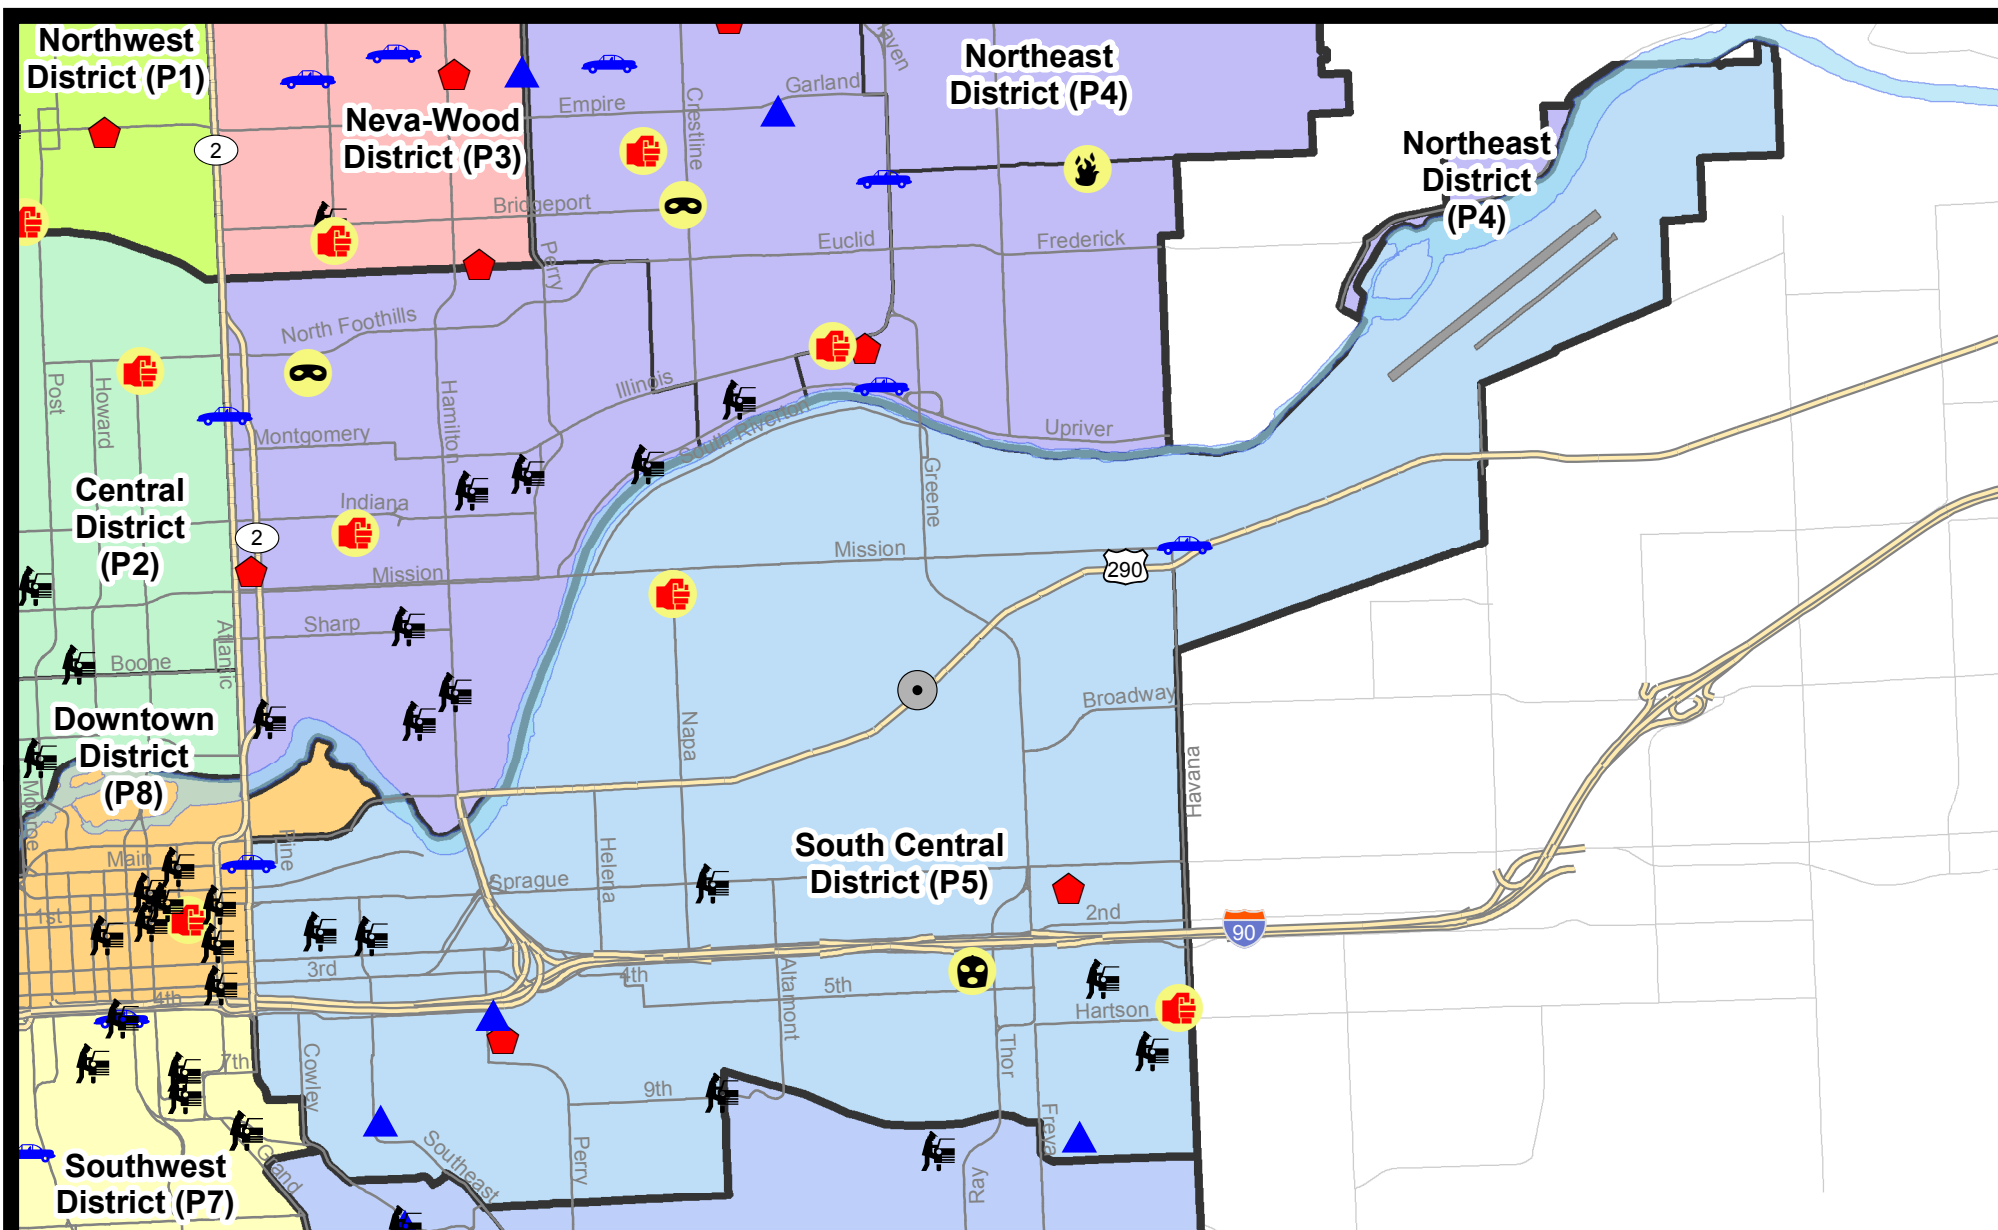 Northwest
District (P1)
Neva-Wood
District (P3)
Northeast
District (P4)
Northeast
District
(P4)
Central
District
(P2)
Downtown
District
(P8)
South Central
District (P5)
Southwest
District (P7)
Empire
Garland
Crestline
Bridgeport
Perry
Euclid
Frederick
North Foothills
Illinois
South Riverton
Upriver
Greene
Post
Howard
Hamilton
Montgomery
Indiana
Mission
Mission
Sharp
Atlantic
Boone
Napa
Broadway
Havana
Pine
Main
1st
Sprague
Helena
2nd
3rd
4th
4th
5th
Altamont
Hartson
Thor
7th
Cowley
9th
Freya
Southeast
Grand
Perry
Ray
2
2
290
90